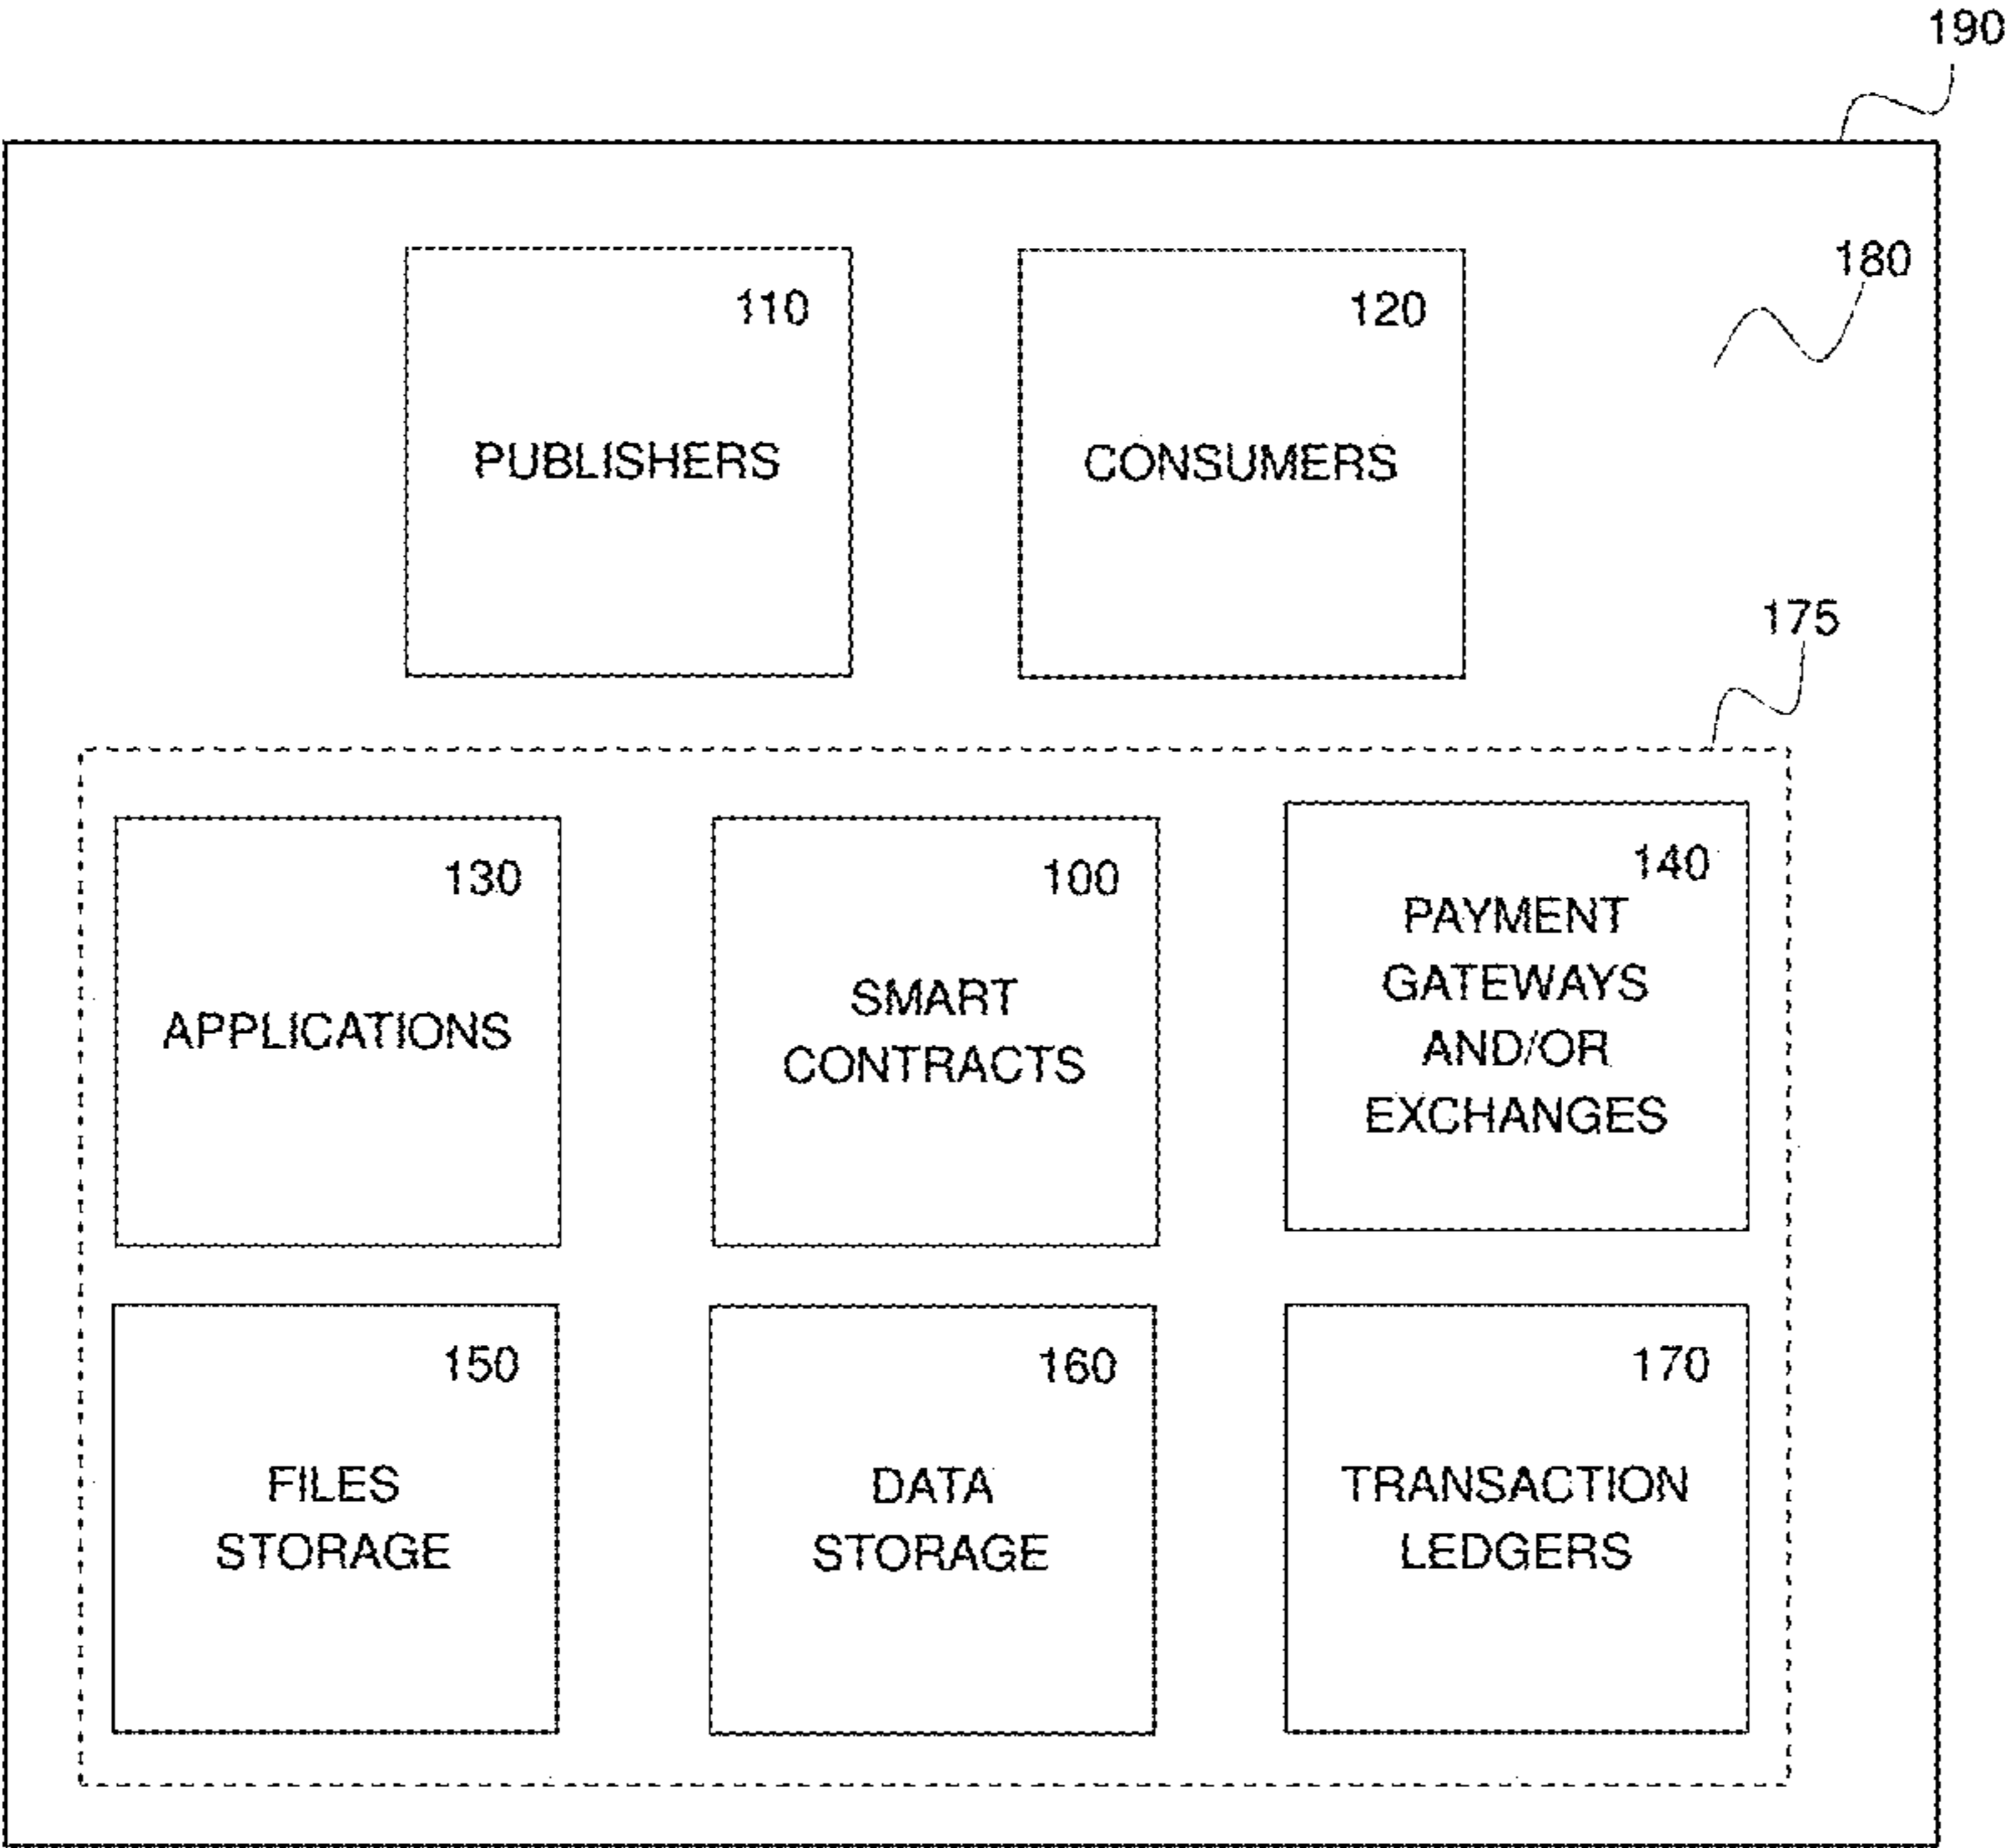 190
180
110
PUBLISHERS
120
CONSUMERS
175
130
APPLICATIONS
100
SMART
CONTRACTS
140
PAYMENT
GATEWAYS
AND/OR
EXCHANGES
150
FILES
STORAGE
160
DATA
STORAGE
170
TRANSACTION
LEDGERS